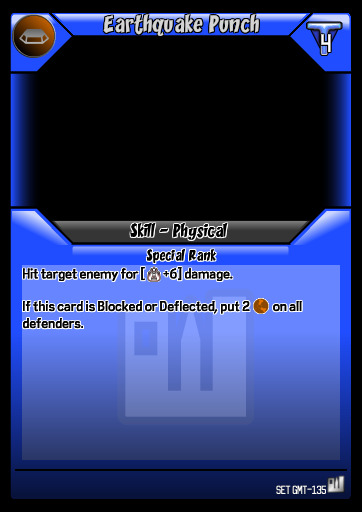 Earthquake Punch
4
Skill - Physical
Special Rank
Hit target enemy for [ +6] damage.
If this card is Blocked or Deflected, put 2 on all
defenders.
SET GMT-135